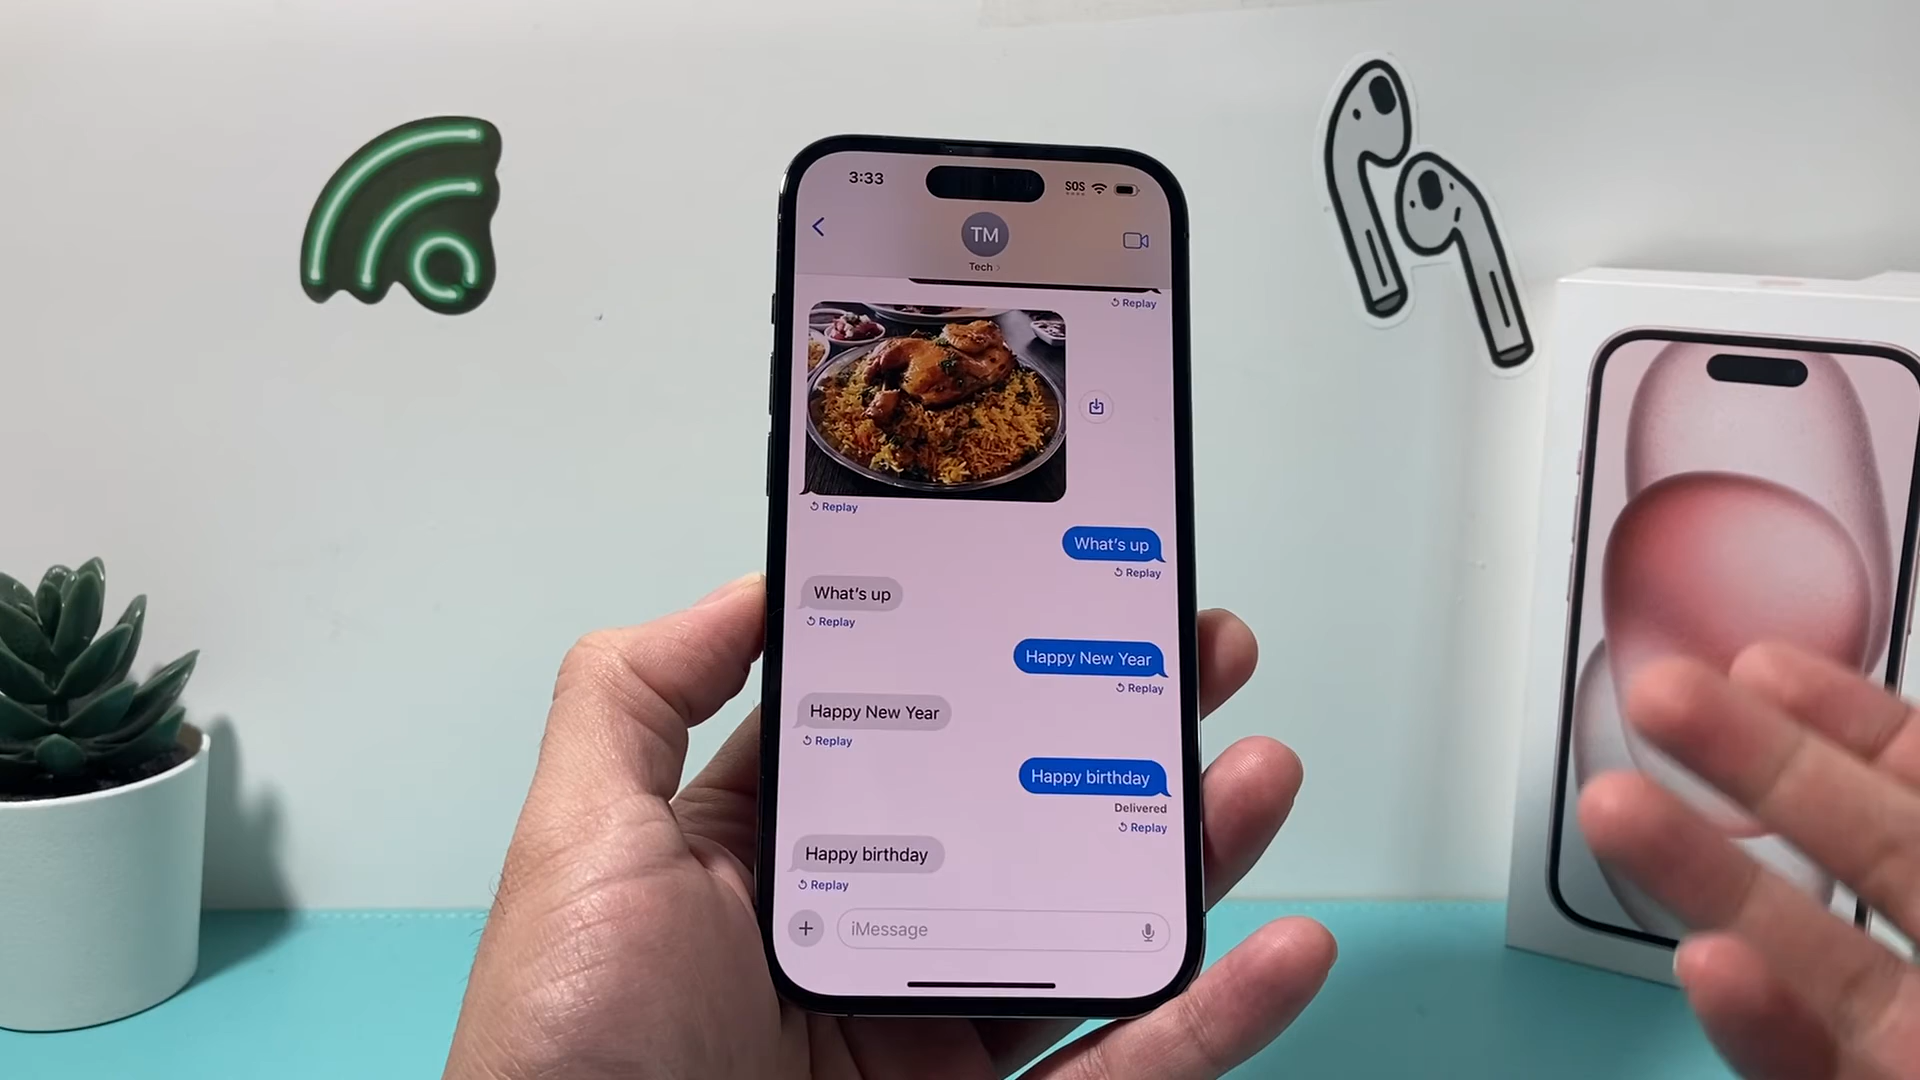 3:33
SOS
TM
Tech
Replay
Replay
What's up
Replay
What's up
Replay
Happy New Year
Replay
Happy New Year
Replay
Happy birthday
Delivered
Replay
Happy birthday
Replay
iMessage